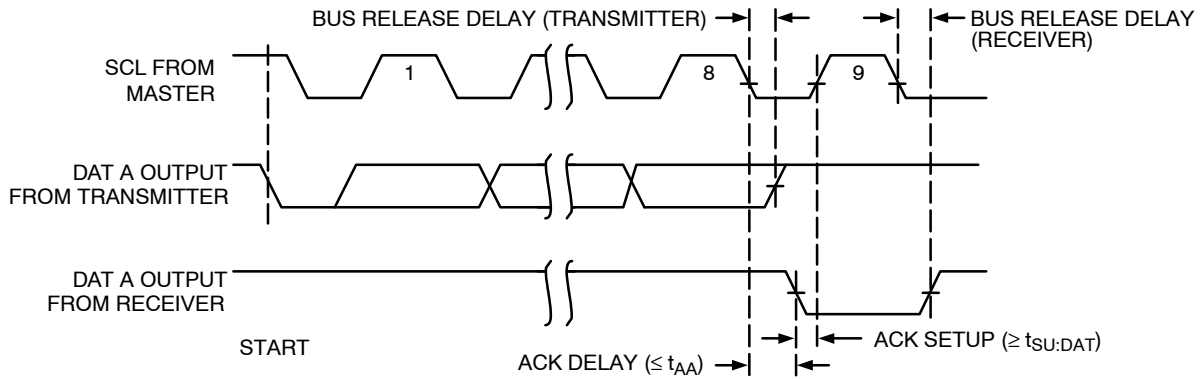 BUS RELEASE DELAY (TRANSMITTER)
BUS RELEASE DELAY
(RECEIVER)
SCL FROM
MASTER
1
8
9
DAT A OUTPUT
FROM TRANSMITTER
DAT A OUTPUT
FROM RECEIVER
START
ACK SETUP (≥ tSU:DAT)
ACK DELAY (≤ tAA)